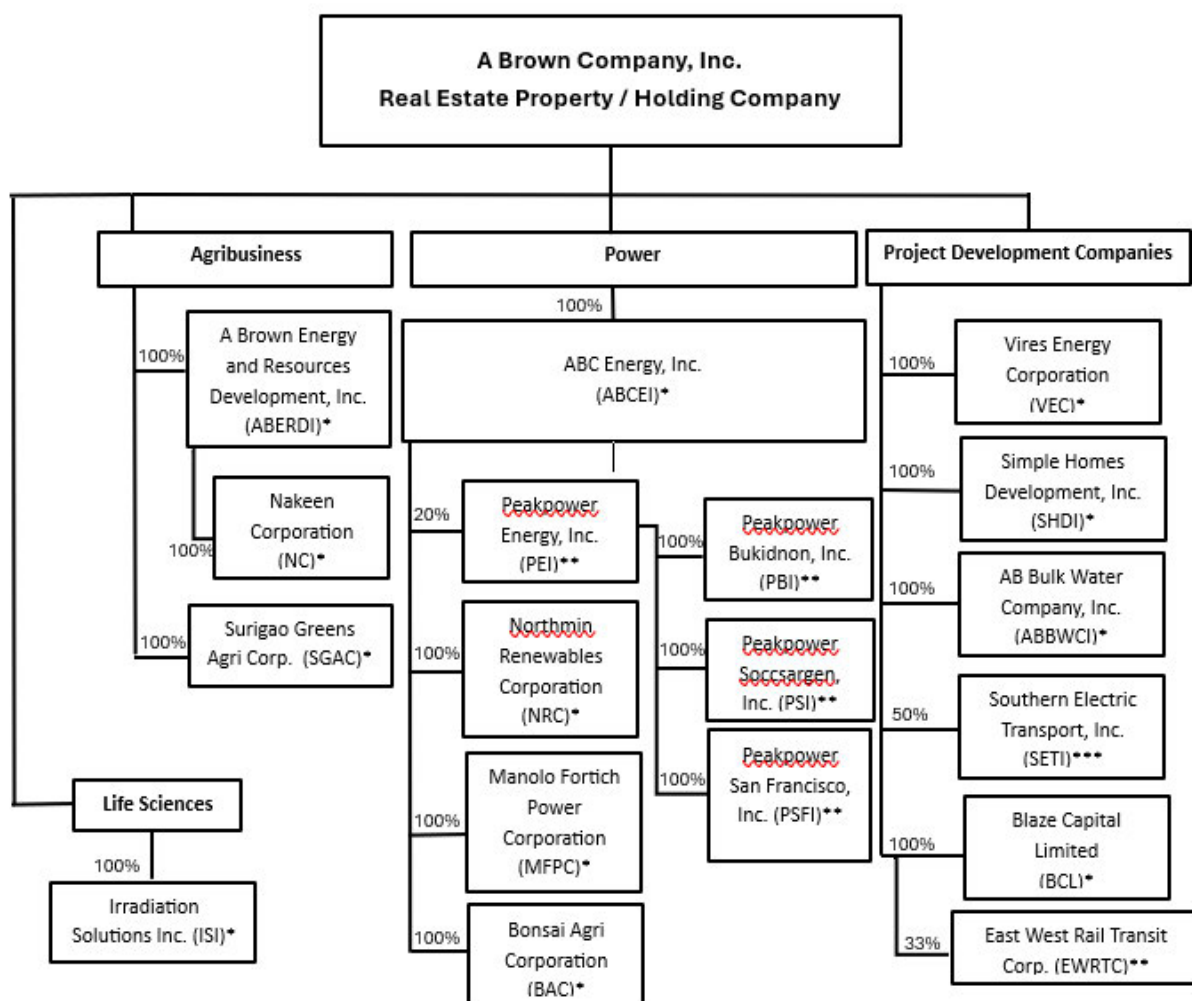 A Brown Company, Inc.
Real Estate Property / Holding Company
Agribusiness
100%
A Brown Energy
and Resources
Development, Inc.
(ABERDI)*
100%
Nakeen
Corporation
(NC)*
100%
Surigao Greens
Agri Corp. (SGAC)*
Life Sciences
100%
Irradiation
Solutions Inc. (ISI)*
Power
100%
ABC Energy, Inc.
(ABCEI)*
20%
Peakpower
Energy, Inc.
(PEI)**
100%
Peakpower
Bukidnon, Inc.
(PBI)**
100%
Peakpower
Soccsargen,
Inc. (PSI)**
100%
Peakpower
San Francisco,
Inc. (PSFI)**
100%
Northmin
Renewables
Corporation
(NRC)*
100%
Manolo Fortich
Power
Corporation
(MFPC)*
100%
Bonsai Agri
Corporation
(BAC)*
Project Development Companies
100%
Vires Energy
Corporation
(VEC)*
100%
Simple Homes
Development, Inc.
(SHDI)*
100%
AB Bulk Water
Company, Inc.
(ABBWCI)*
50%
Southern Electric
Transport, Inc.
(SETI)***
100%
Blaze Capital
Limited
(BCL)*
33%
East West Rail Transit
Corp. (EWRTC)**